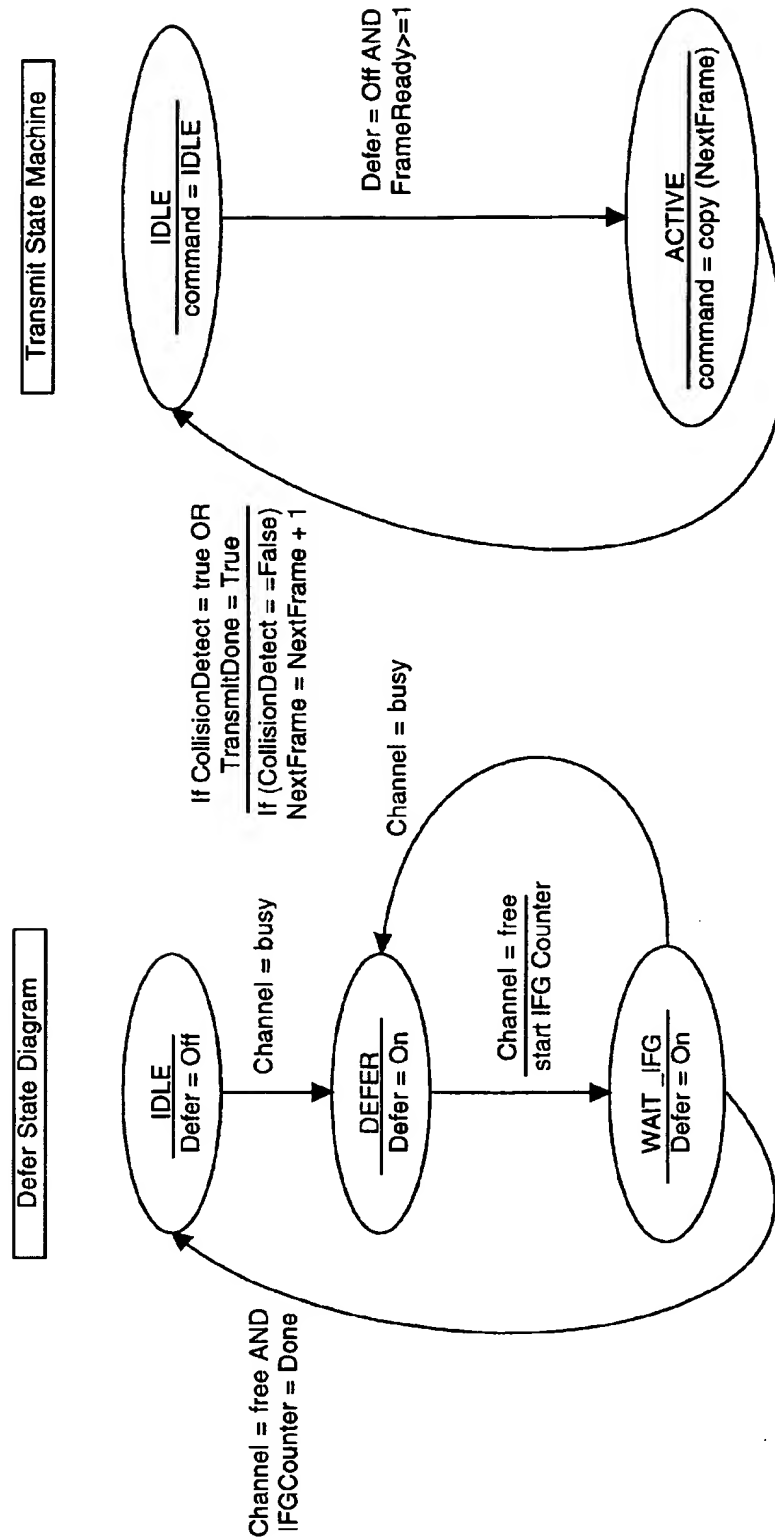 Defer State Diagram
IDLE
Defer = Off
Channel = busy
DEFER
Defer = On
Channel = free
start IFG Counter
WAIT_IFG
Defer = On
Channel = busy
Channel = free AND
IFGCounter = Done
Transmit State Machine
IDLE
command = IDLE
Defer = Off AND
FrameReady>=1
ACTIVE
command = copy (NextFrame)
If CollisionDetect = true OR
TransmitDone = True
If (CollisionDetect = =False)
NextFrame = NextFrame + 1